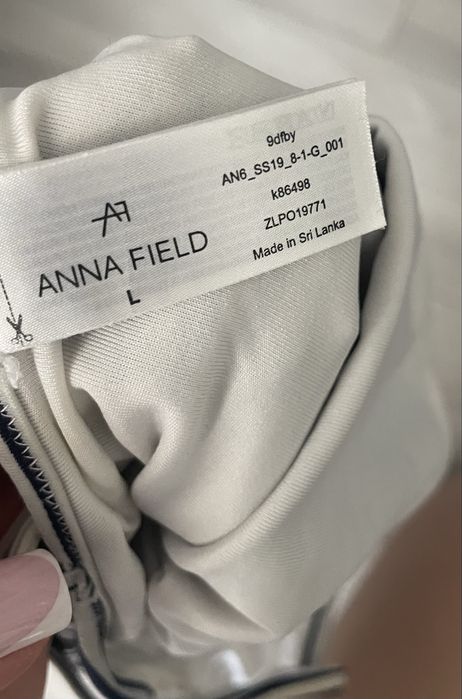 AF
ANNA FIELD
L
9dfby
AN6_SS19_8-1-G_001
k86498
ZLPO19771
Made in Sri Lanka